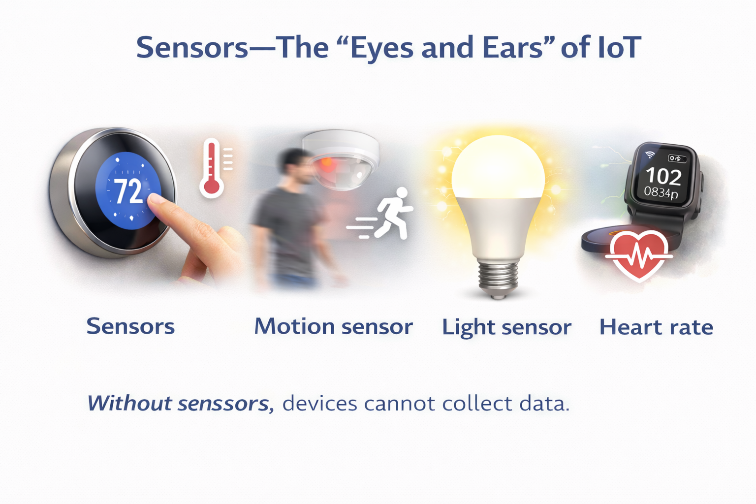 Sensors—The “Eyes and Ears” of IoT
72
102
0834p
Sensors
Motion sensor
Light sensor
Heart rate
Without senssors, devices cannot collect data.